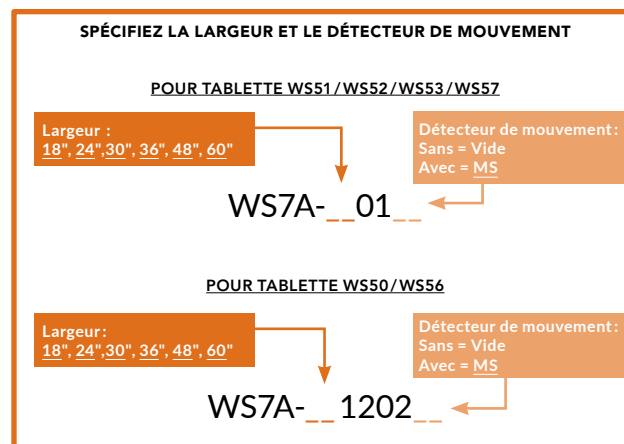 SPÉCIFIEZ LA LARGEUR ET LE DÉTECTEUR DE MOUVEMENT
POUR TABLETTE WS51/WS52/WS53/WS57
Largeur :
18", 24",30", 36", 48", 60"
Détecteur de mouvement:
Sans = Vide
Avec = MS
WS7A-__01__
POUR TABLETTE WS50/WS56
Largeur:
18", 24",30", 36", 48", 60"
Détecteur de mouvement:
Sans = Vide
Avec = MS
WS7A-__1202__